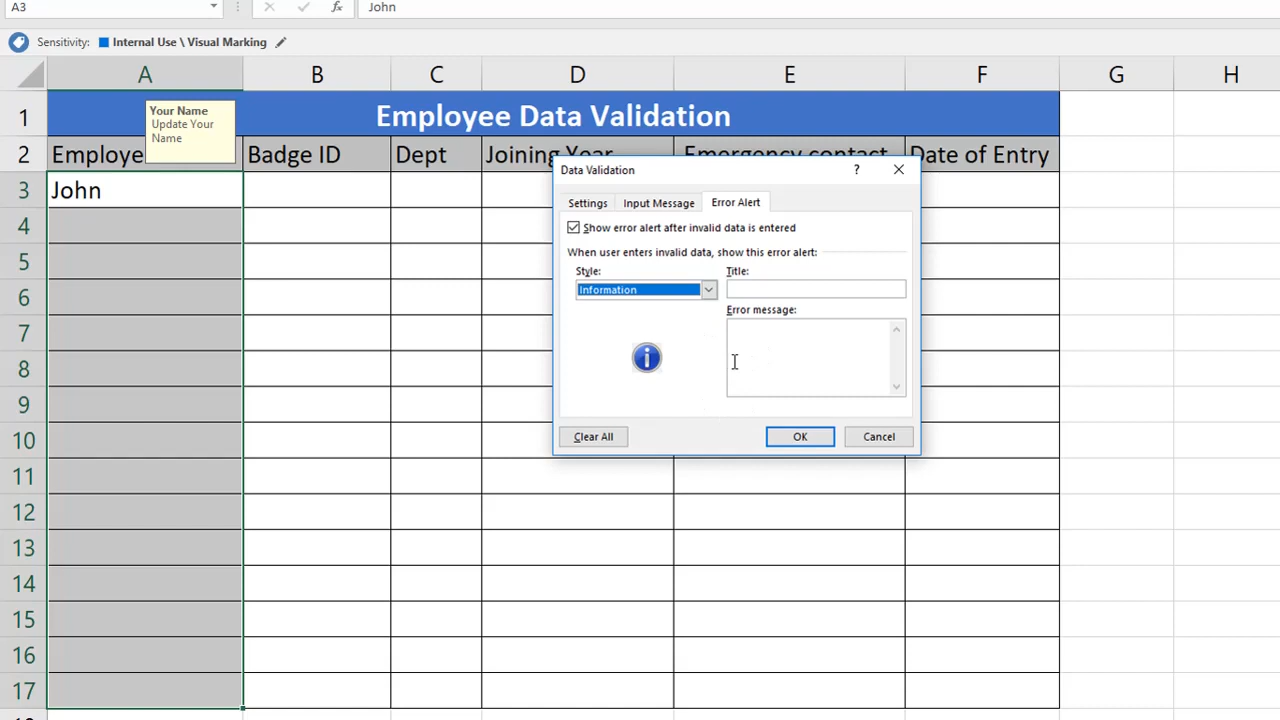 A3 fx John
Sensitivity: Internal Use \ Visual Marking
A B C D E F G H
1 Employee Data Validation
Your Name
Update Your
Name
2 Employe Badge ID Dept Joining Year Emergency contact Date of Entry
3 John
4
5
6
7
8
9
10
11
12
13
14
15
16
17
Data Validation ?
Settings Input Message Error Alert
Show error alert after invalid data is entered
When user enters invalid data, show this error alert:
Style: Title:
Information
Error message:
Clear All OK Cancel